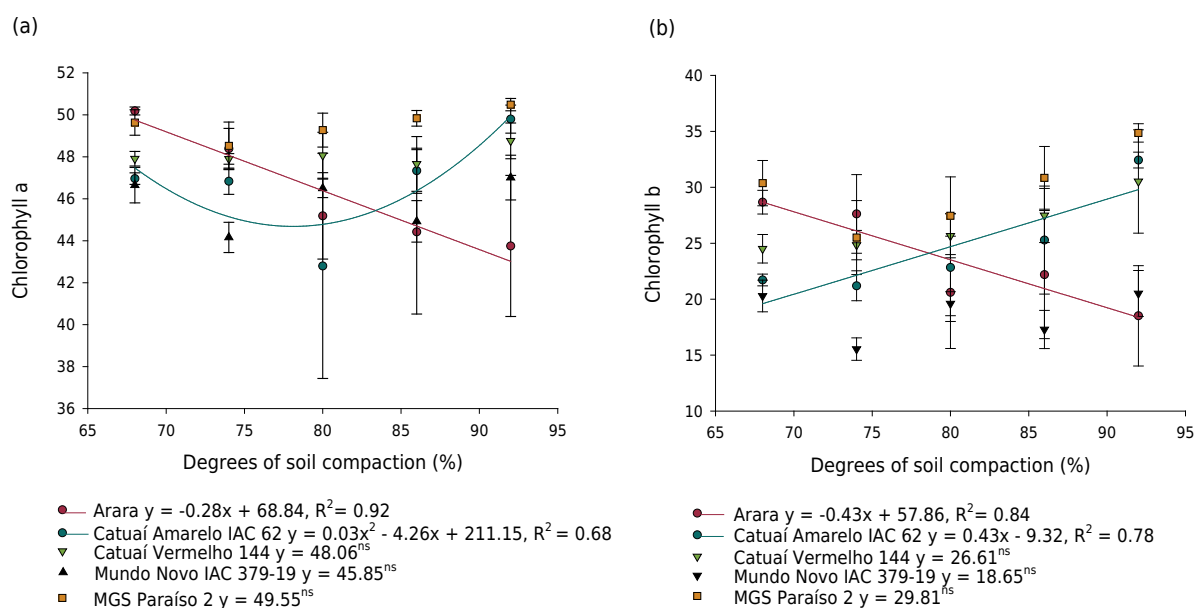 (a)
52
50
48
46
44
42
40
38
36
Chlorophyll a
65 70 75 80 85 90 95
Degrees of soil compaction (%)
Arara y = -0.28x + 68.84, R²= 0.92
Catuaí Amarelo IAC 62 y = 0.03x² - 4.26x + 211.15, R² = 0.68
Catuaí Vermelho 144 y = 48.06ⁿˢ
Mundo Novo IAC 379-19 y = 45.85ⁿˢ
MGS Paraíso 2 y = 49.55ⁿˢ
(b)
40
35
30
25
20
15
10
Chlorophyll b
65 70 75 80 85 90 95
Degrees of soil compaction (%)
Arara y = -0.43x + 57.86, R²= 0.84
Catuaí Amarelo IAC 62 y = 0.43x - 9.32, R² = 0.78
Catuaí Vermelho 144 y = 26.61ⁿˢ
Mundo Novo IAC 379-19 y = 18.65ⁿˢ
MGS Paraíso 2 y = 29.81ⁿˢ